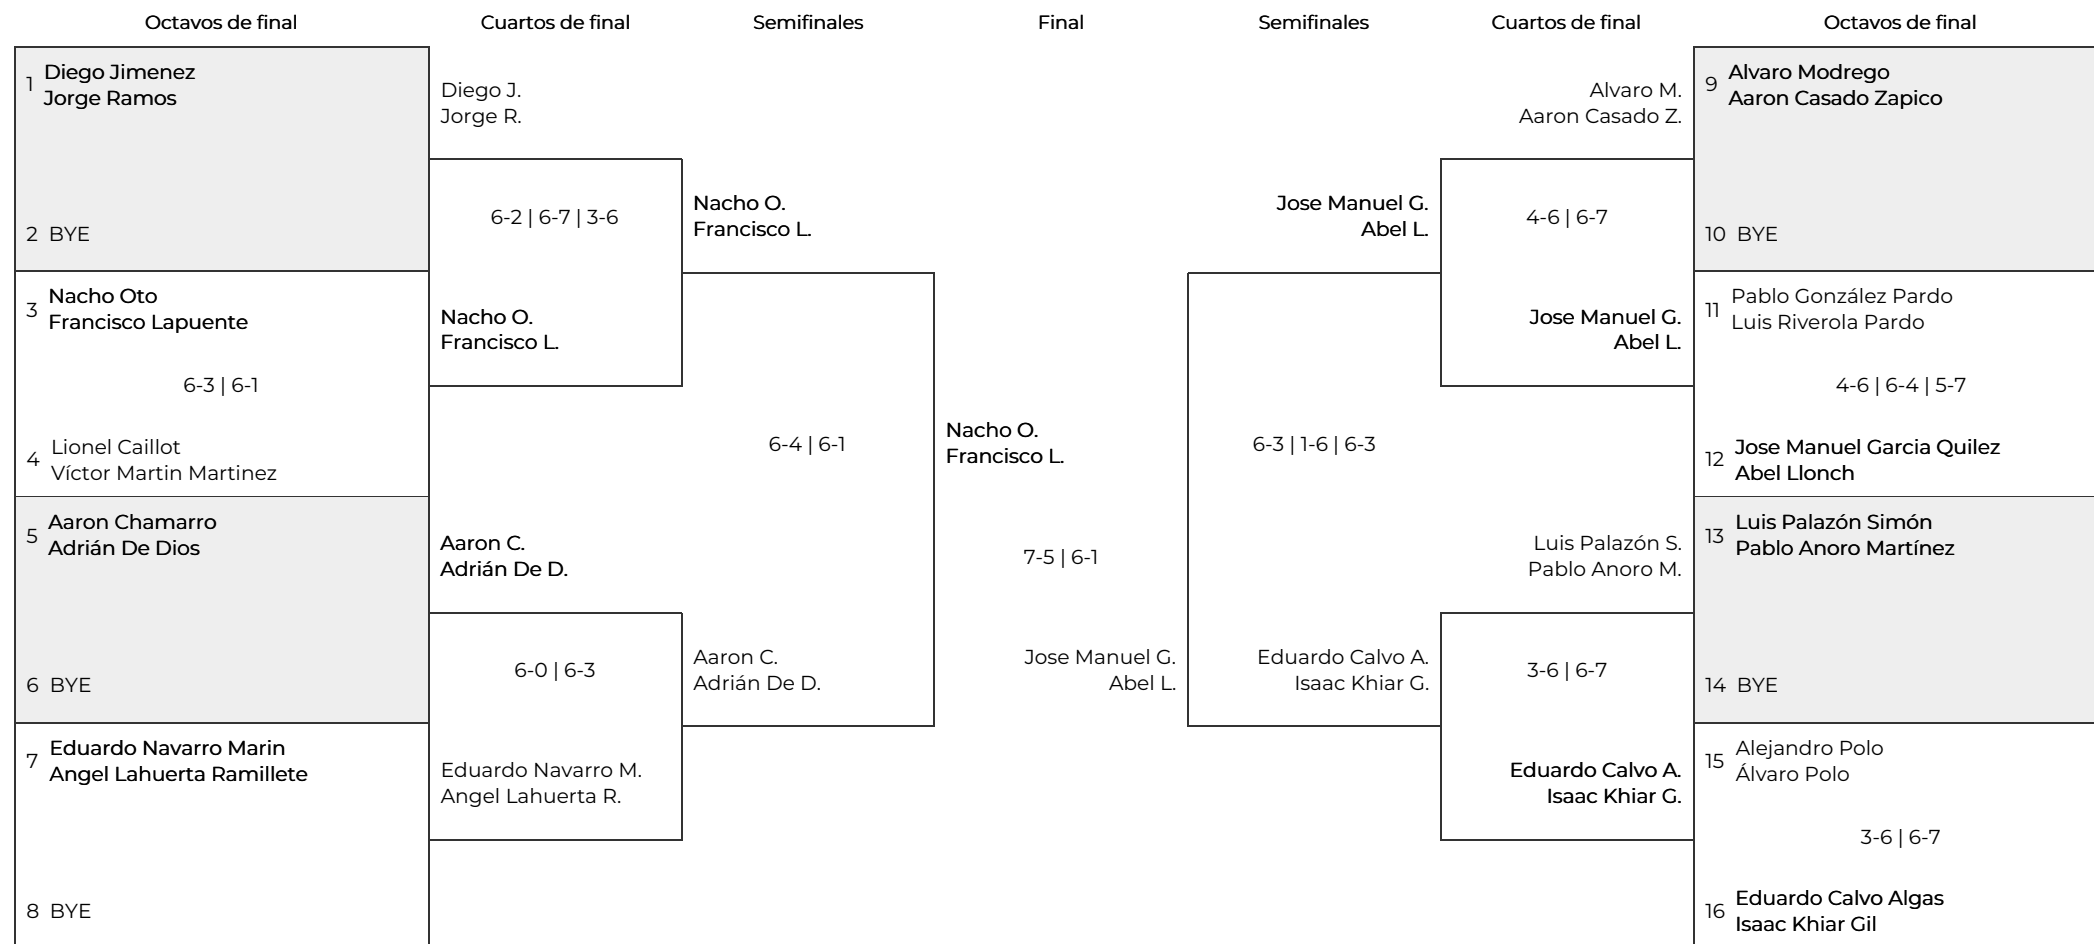 Octavos de final
Cuartos de final
Semifinales
Final
Semifinales
Cuartos de final
Octavos de final
1
Diego Jimenez
Jorge Ramos
2 BYE
3
Nacho Oto
Francisco Lapuente
6-3 | 6-1
4
Lionel Caillot
Víctor Martin Martinez
5
Aaron Chamarro
Adrián De Dios
6 BYE
7
Eduardo Navarro Marin
Angel Lahuerta Ramillete
8 BYE
Diego J.
Jorge R.
6-2 | 6-7 | 3-6
Nacho O.
Francisco L.
Aaron C.
Adrián De D.
6-0 | 6-3
Eduardo Navarro M.
Angel Lahuerta R.
Nacho O.
Francisco L.
6-4 | 6-1
Aaron C.
Adrián De D.
Nacho O.
Francisco L.
7-5 | 6-1
Jose Manuel G.
Abel L.
Jose Manuel G.
Abel L.
6-3 | 1-6 | 6-3
Eduardo Calvo A.
Isaac Khiar G.
Alvaro M.
Aaron Casado Z.
4-6 | 6-7
Jose Manuel G.
Abel L.
Luis Palazón S.
Pablo Anoro M.
3-6 | 6-7
Eduardo Calvo A.
Isaac Khiar G.
9
Alvaro Modrego
Aaron Casado Zapico
10 BYE
11
Pablo González Pardo
Luis Riverola Pardo
4-6 | 6-4 | 5-7
12
Jose Manuel Garcia Quilez
Abel Llonch
13
Luis Palazón Simón
Pablo Anoro Martínez
14 BYE
15
Alejandro Polo
Álvaro Polo
3-6 | 6-7
16
Eduardo Calvo Algas
Isaac Khiar Gil